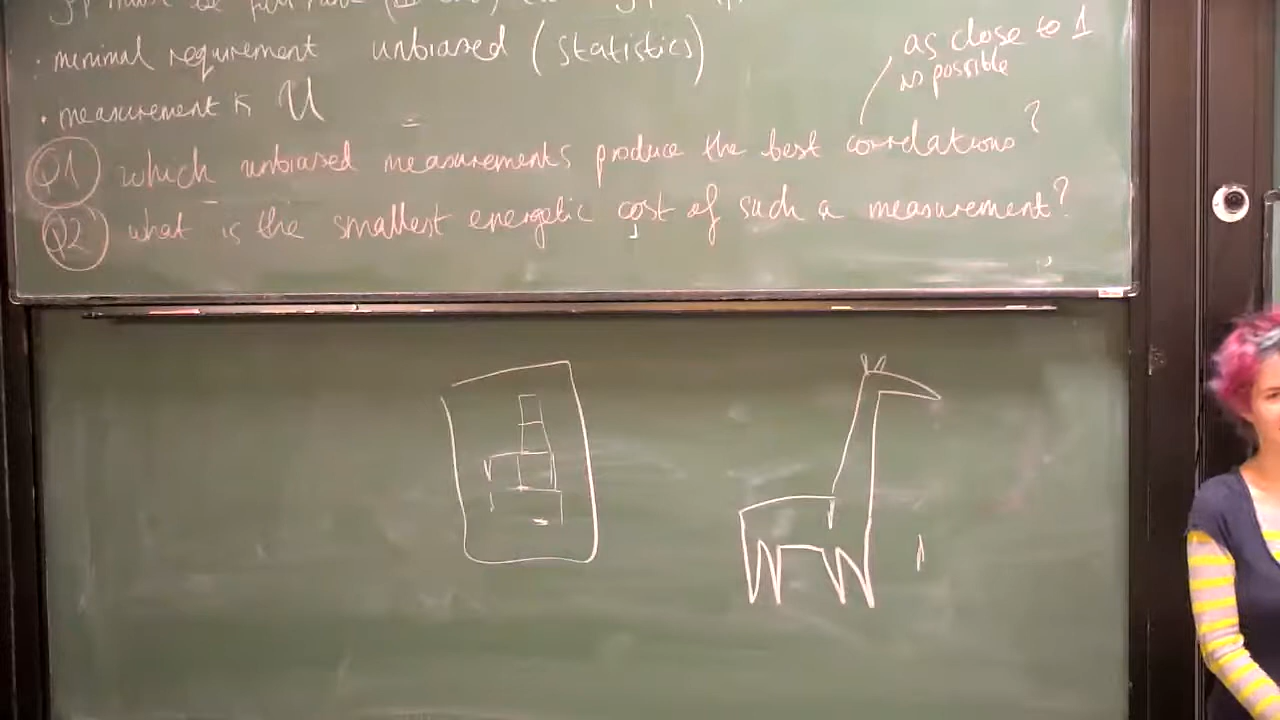 · minimal requirement unbiased (statistics)
as close to 1
as possible
· measurement is U
Q1 which unbiased measurements produce the best correlations?
Q2 what is the smallest energetic cost of such a measurement?